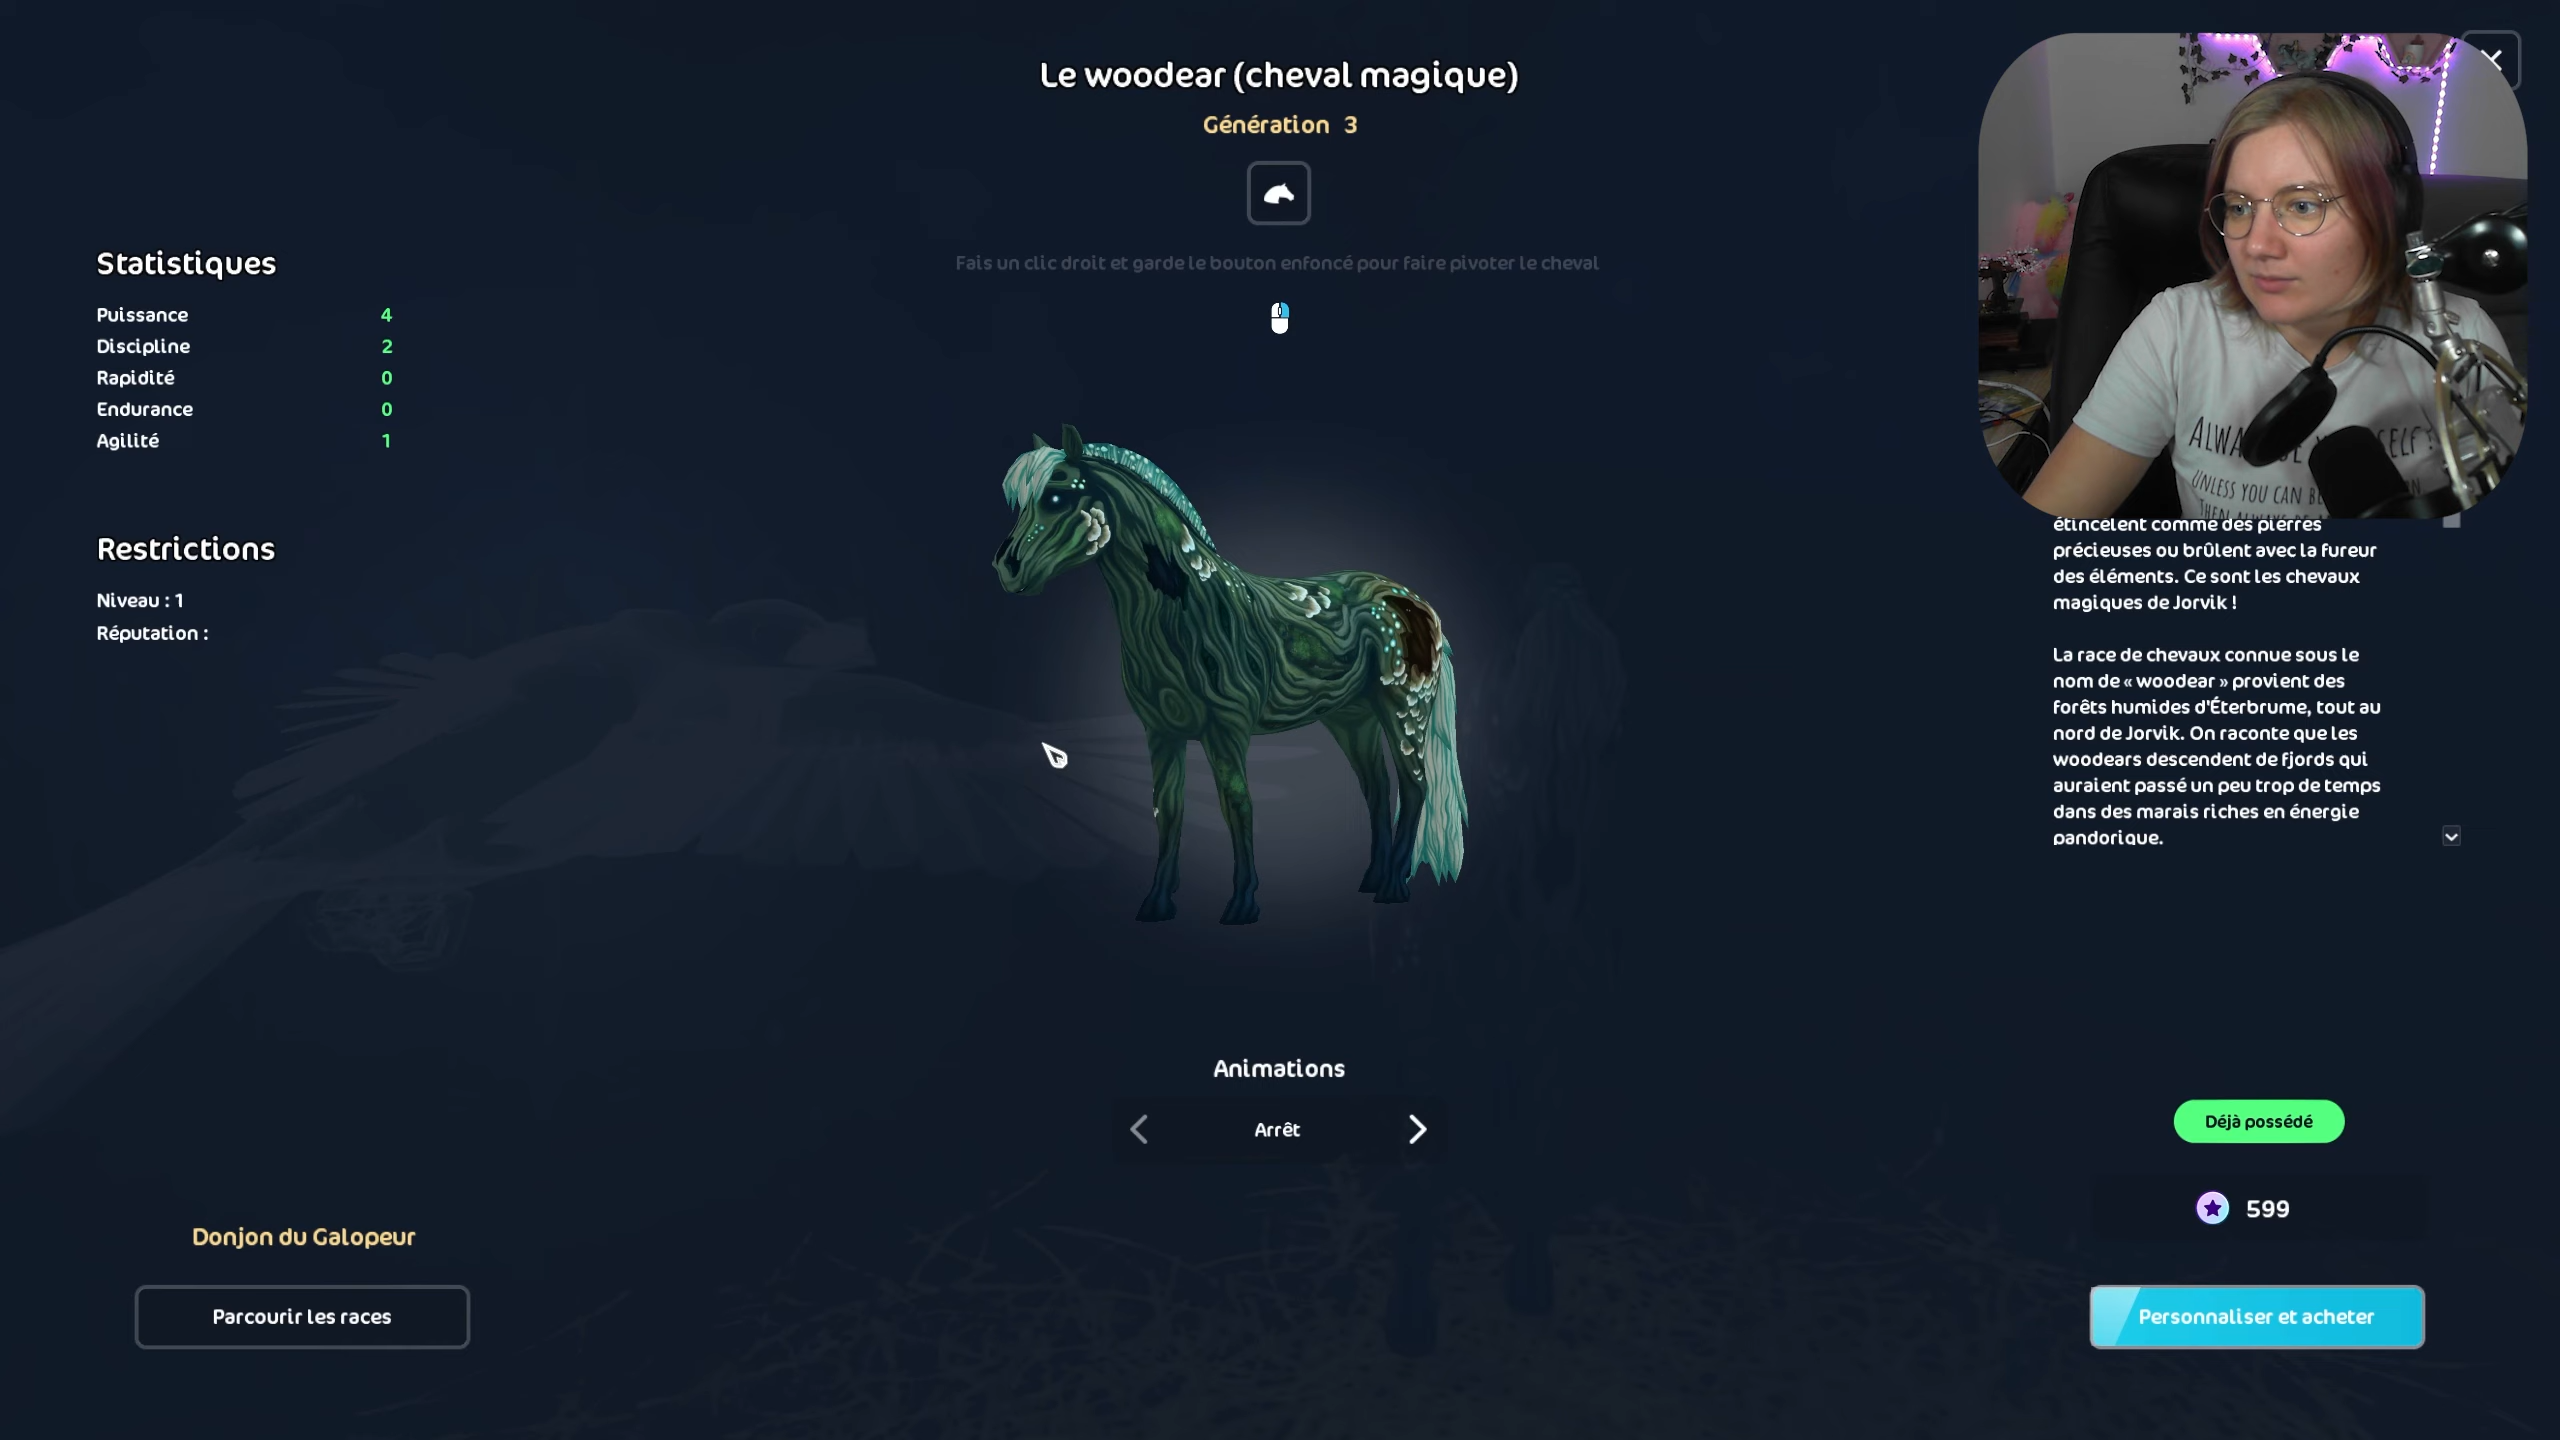 Le woodear (cheval magique)
Génération 3
Fais un clic droit et garde le bouton enfoncé pour faire pivoter le cheval
Statistiques
Puissance 4
Discipline 2
Rapidité 0
Endurance 0
Agilité 1
Restrictions
Niveau : 1
Réputation :
UNLESS YOU CAN
étincelent comme des pierres
précieuses ou brûlent avec la fureur
des éléments. Ce sont les chevaux
magiques de Jorvik !
La race de chevaux connue sous le
nom de « woodear » provient des
forêts humides d'Éterbrume, tout au
nord de Jorvik. On raconte que les
woodears descendent de fjords qui
auraient passé un peu trop de temps
dans des marais riches en énergie
pandorique.
Animations
Arrêt
Déjà possédé
599
Donjon du Galopeur
Parcourir les races
Personnaliser et acheter